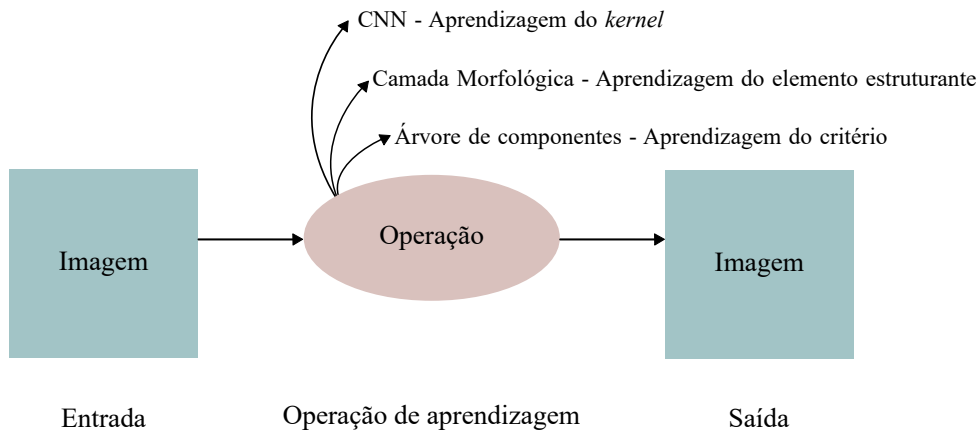 CNN - Aprendizagem do kernel
Camada Morfológica - Aprendizagem do elemento estruturante
Árvore de componentes - Aprendizagem do critério
Imagem
Operação
Imagem
Entrada
Operação de aprendizagem
Saída